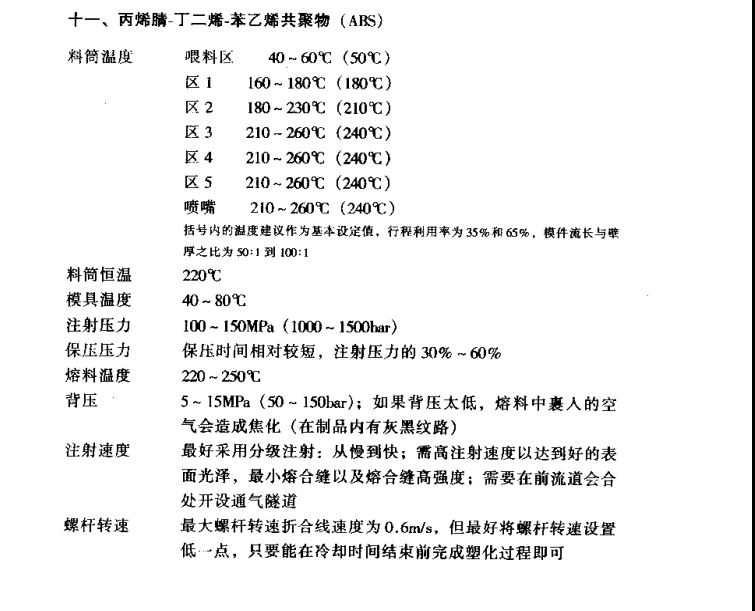 十一、丙烯腈-丁二烯-苯乙烯共聚物（ABS）
料筒温度 喂料区 40~60℃（50℃）
区1 160~180℃（180℃）
区2 180~230℃（210℃）
区3 210~260℃（240℃）
区4 210~260℃（240℃）
区5 210~260℃（240℃）
喷嘴 210~260℃（240℃）
括号内的温度建议作为基本设定值，行程利用率为35%和65%，模件流长与壁
厚之比为50:1到100:1
料筒恒温 220℃
模具温度 40~80℃
注射压力 100~150MPa（1000~1500bar）
保压压力 保压时间相对较短，注射压力的30%~60%
熔料温度 220~250℃
背压 5~15MPa（50~150bar）；如果背压太低，熔料中裹入的空
气会造成焦化（在制品内有灰黑纹路）
注射速度 最好采用分级注射：从慢到快；需高注射速度以达到好的表
面光泽，最小熔合缝以及熔合缝高强度；需要在前流道会合
处开设通气隧道
螺杆转速 最大螺杆转速折合线速度为0.6m/s，但最好将螺杆转速设置
低一点，只要能在冷却时间结束前完成塑化过程即可